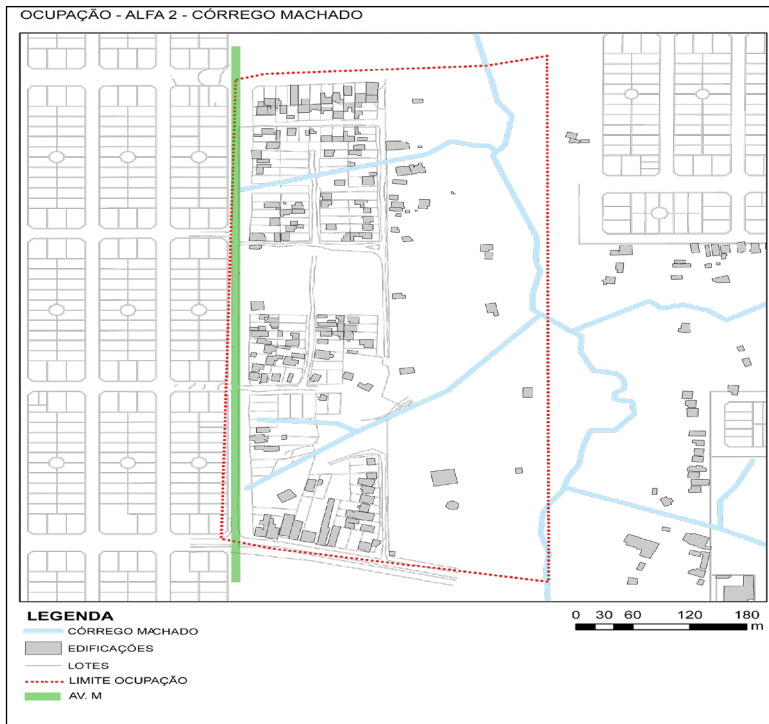 OCUPAÇÃO - ALFA 2 - CÓRREGO MACHADO
LEGENDA
CÓRREGO MACHADO
EDIFICAÇÕES
LOTES
LIMITE OCUPAÇÃO
AV. M
0 30 60 120 180
m